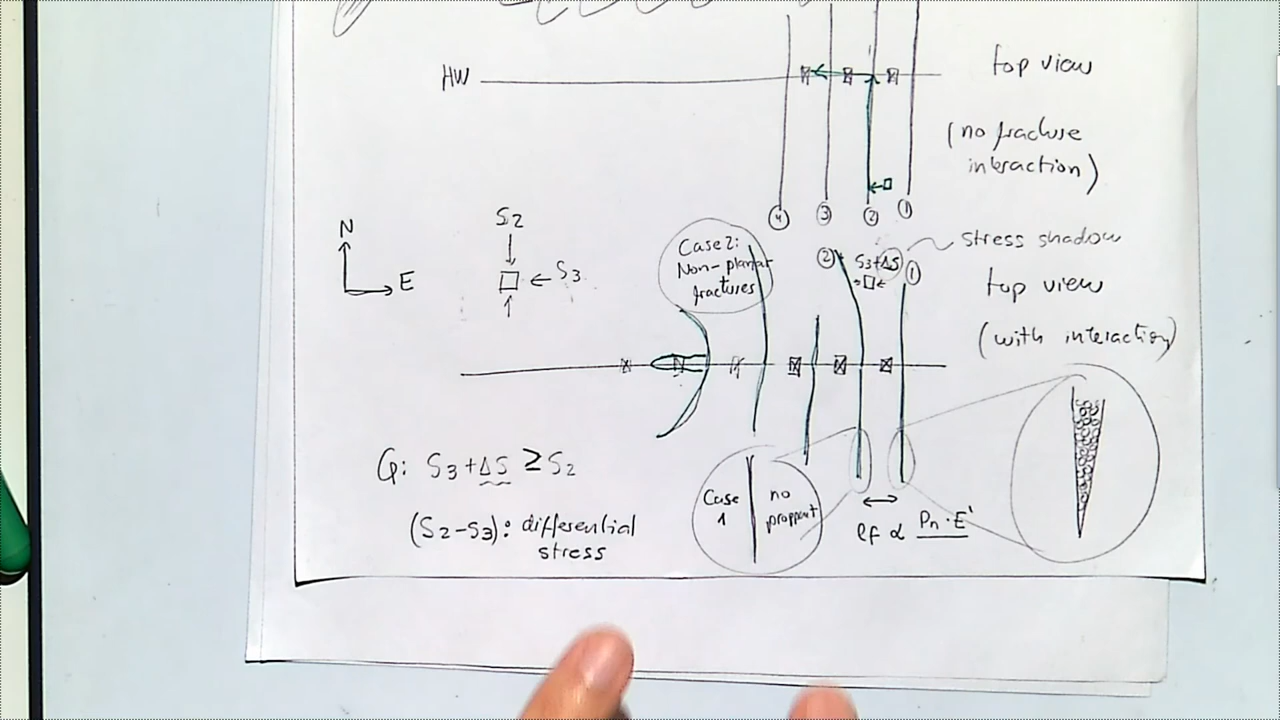 HW
top view
(no fracture
interaction)
4
3
2
1
N
E
S2
S3
Case 2:
Non-planar
fractures
2
S3+ΔS
1
stress shadow
top view
(with interaction)
Q: S3+ΔS ≥ S2
(S2-S3): differential
stress
Case
1
no
proppant
ef ∝ Pn·E'